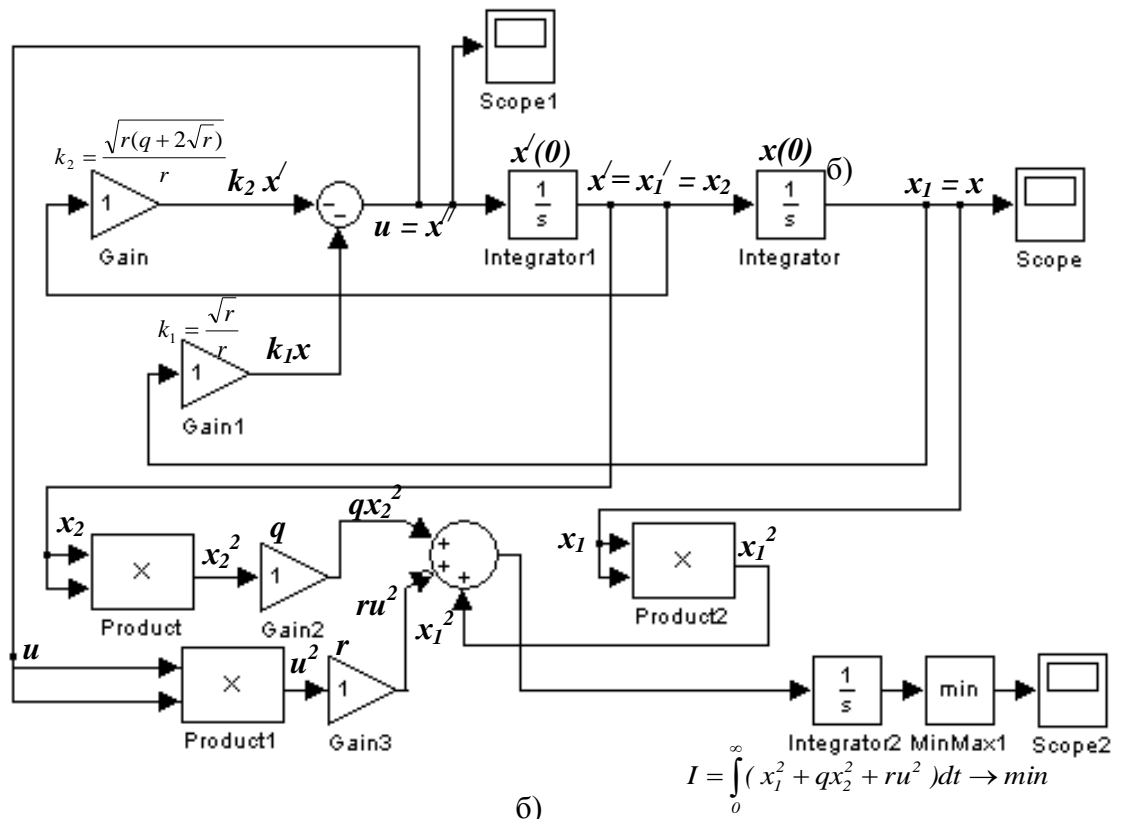 Scope1
k₂ = √(r(q + 2√r)) / r
x′(0)
x(0)
б)
k₂ x′
x′ = x₁′ = x₂
x₁ = x
1
- -
u = x′′
1/s
1/s
Gain
Integrator1
Integrator
Scope
k₁ = √r / r
k₁x
1
Gain1
qx₂²
x₂
q
x₁
x₁²
×
x₂²
1
+ + +
×
Product
Gain2
ru²
x₁²
Product2
u
u²
r
×
1
1/s
min
Product1
Gain3
Integrator2
MinMax1
Scope2
I = ∫₀^∞ ( x₁² + qx₂² + ru² )dt → min
б)